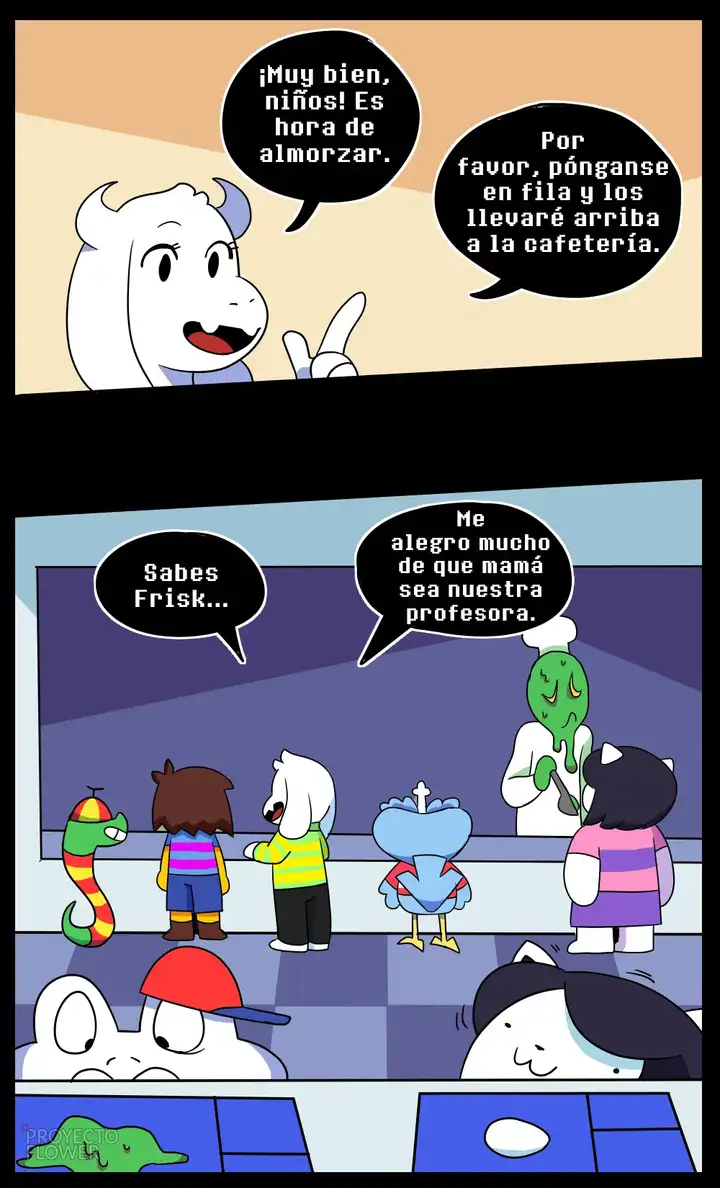 ¡Muy bien,
niños! Es
hora de
almorzar.
Por
favor, pónganse
en fila y los
llevaré arriba
a la cafetería.
Sabes
Frisk...
Me
alegro mucho
de que mamá
sea nuestra
profesora.
PROYECTO
FLOWER